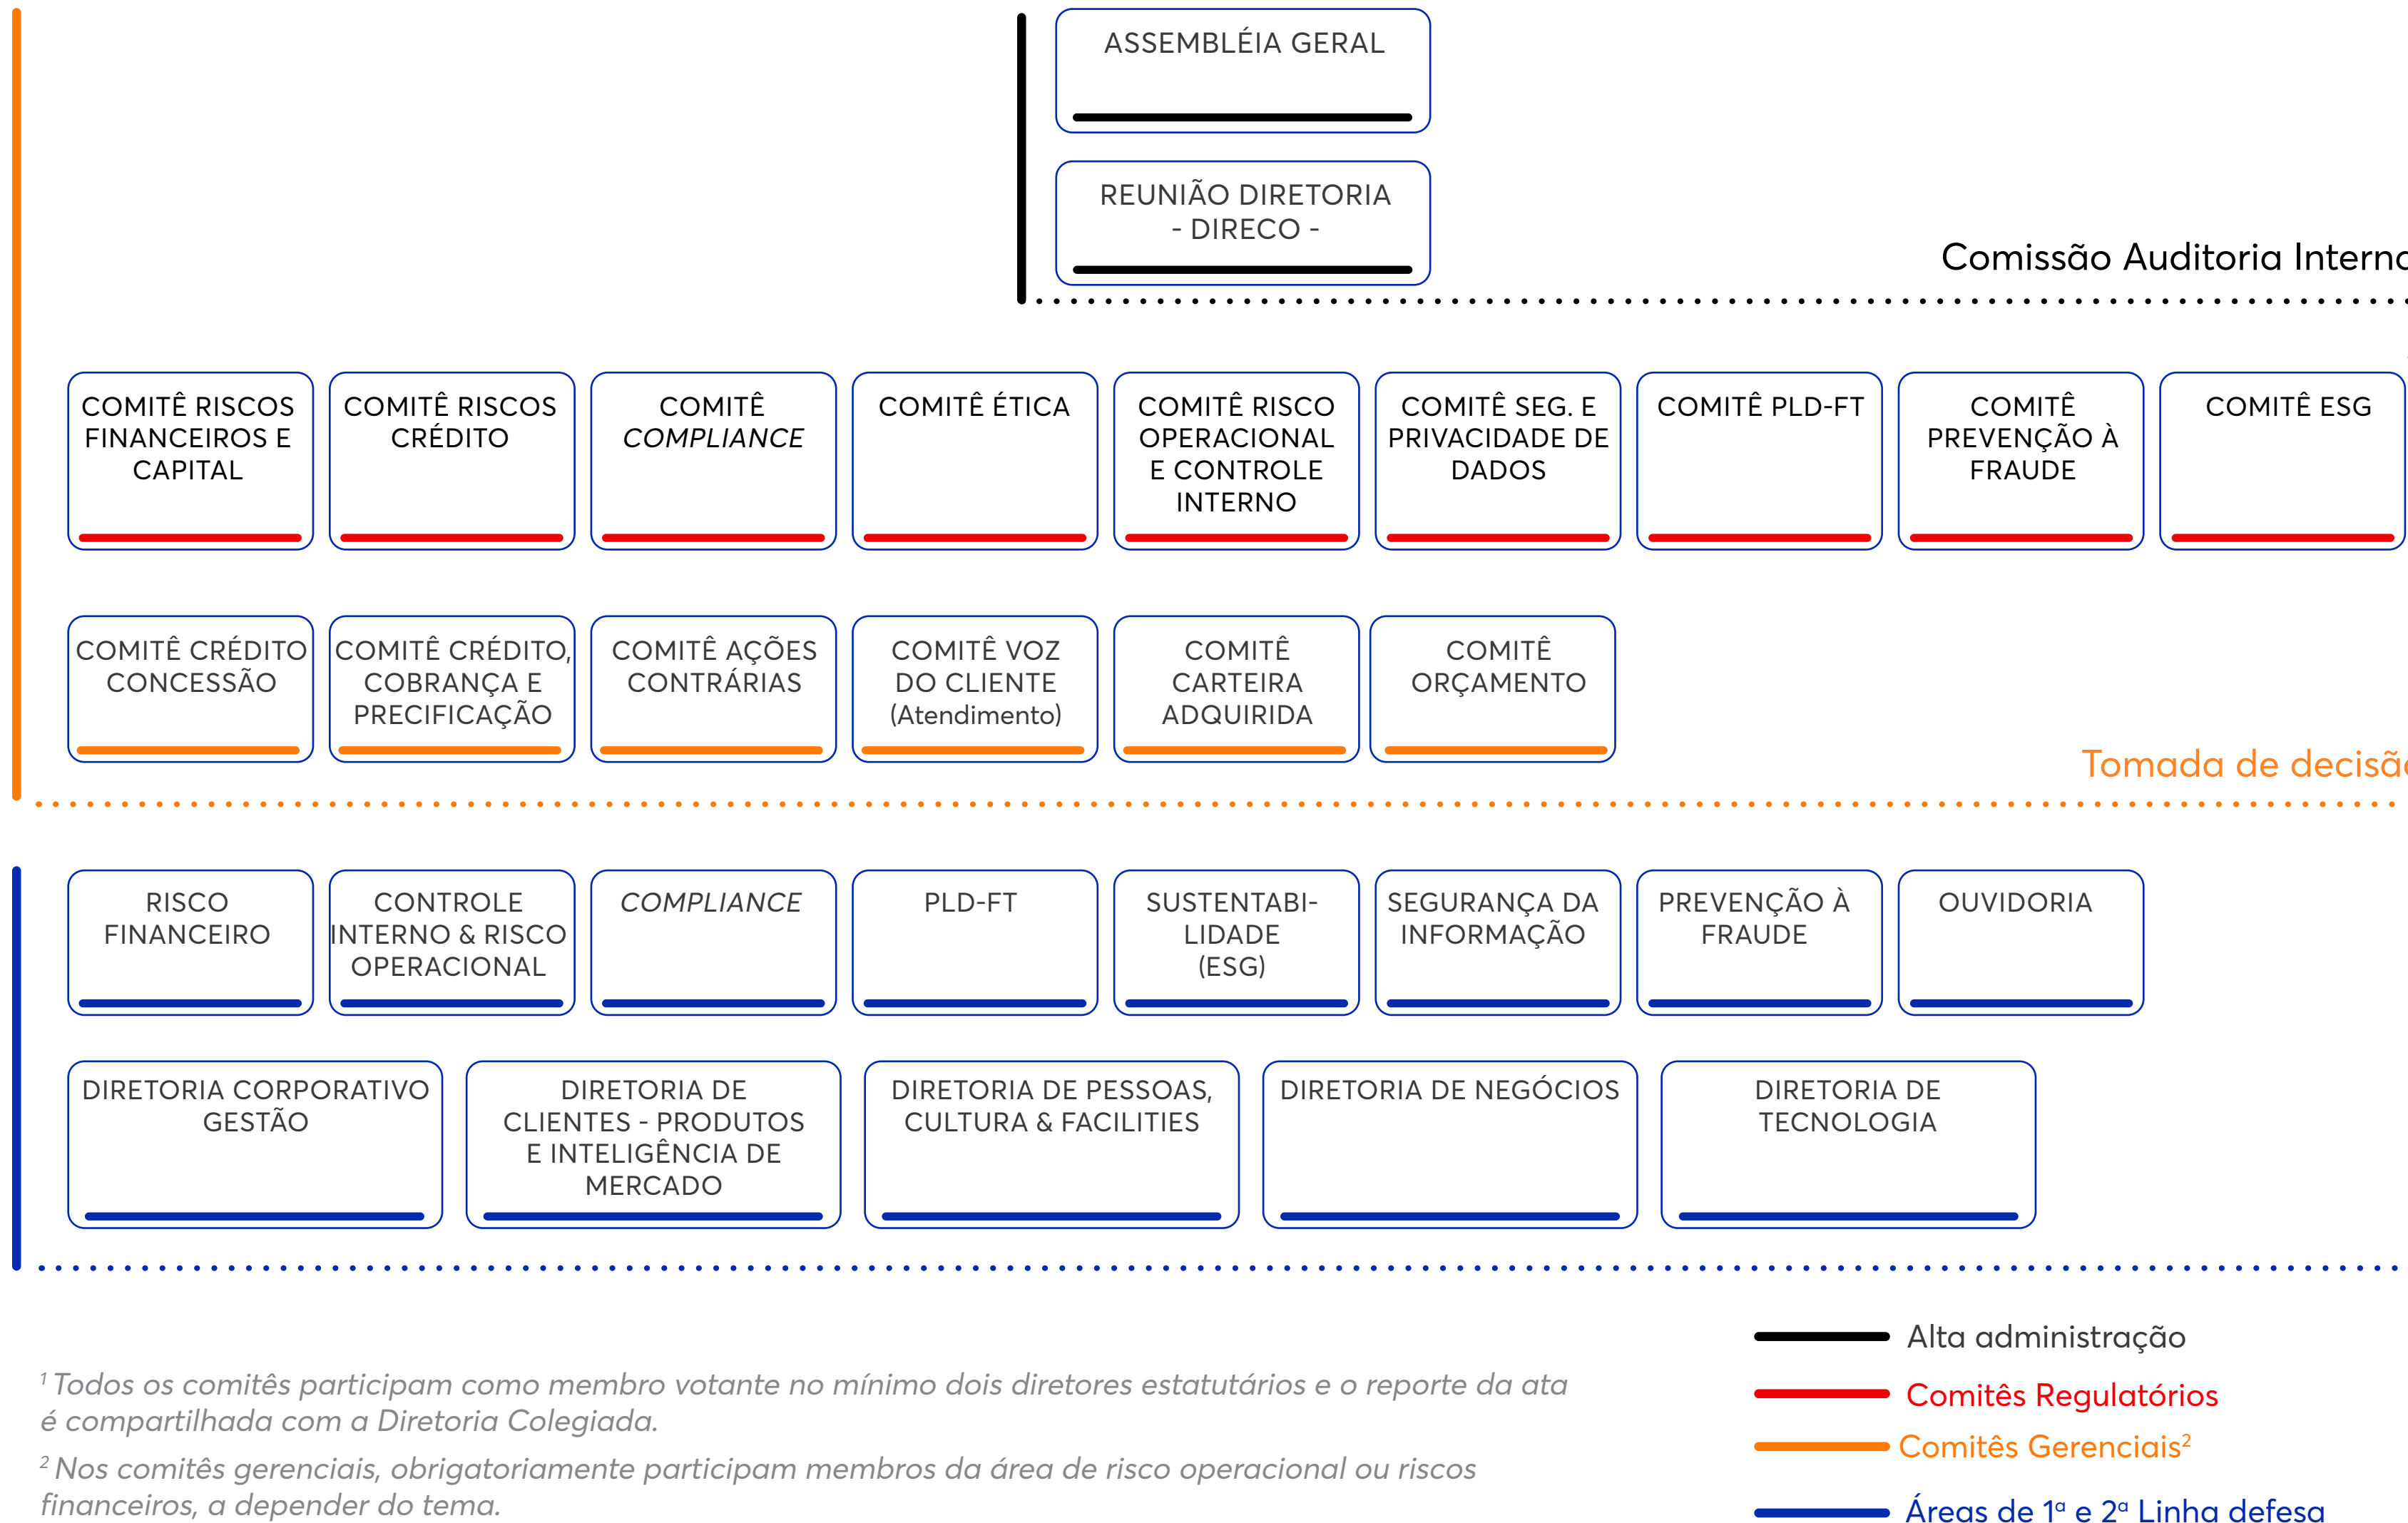 ASSEMBLÉIA GERAL
REUNIÃO DIRETORIA
- DIRECO -
Comissão Auditoria Interna
COMITÊ RISCOS
FINANCEIROS E
CAPITAL
COMITÊ RISCOS
CRÉDITO
COMITÊ
COMPLIANCE
COMITÊ ÉTICA
COMITÊ RISCO
OPERACIONAL
E CONTROLE
INTERNO
COMITÊ SEG. E
PRIVACIDADE DE
DADOS
COMITÊ PLD-FT
COMITÊ
PREVENÇÃO À
FRAUDE
COMITÊ ESG
COMITÊ CRÉDITO
CONCESSÃO
COMITÊ CRÉDITO,
COBRANÇA E
PRECIFICAÇÃO
COMITÊ AÇÕES
CONTRÁRIAS
COMITÊ VOZ
DO CLIENTE
(Atendimento)
COMITÊ
CARTEIRA
ADQUIRIDA
COMITÊ
ORÇAMENTO
Tomada de decisão
RISCO
FINANCEIRO
CONTROLE
INTERNO & RISCO
OPERACIONAL
COMPLIANCE
PLD-FT
SUSTENTABI-
LIDADE
(ESG)
SEGURANÇA DA
INFORMAÇÃO
PREVENÇÃO À
FRAUDE
OUVIDORIA
DIRETORIA CORPORATIVO
GESTÃO
DIRETORIA DE
CLIENTES - PRODUTOS
E INTELIGÊNCIA DE
MERCADO
DIRETORIA DE PESSOAS,
CULTURA & FACILITIES
DIRETORIA DE NEGÓCIOS
DIRETORIA DE
TECNOLOGIA
¹ Todos os comitês participam como membro votante no mínimo dois diretores estatutários e o reporte da ata
é compartilhada com a Diretoria Colegiada.
² Nos comitês gerenciais, obrigatoriamente participam membros da área de risco operacional ou riscos
financeiros, a depender do tema.
Alta administração
Comitês Regulatórios
Comitês Gerenciais²
Áreas de 1ª e 2ª Linha defesa